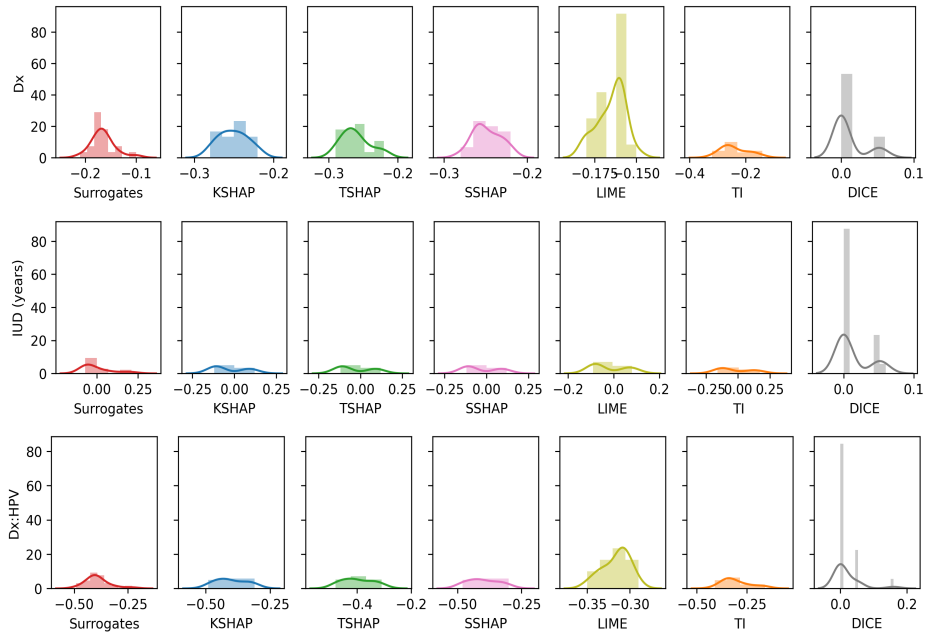 Dx
80
60
40
20
0
−0.2 −0.1
−0.3 −0.2
−0.3 −0.2
−0.3 −0.2
−0.175 −0.150
−0.4 −0.2
0.0 0.1
Surrogates KSHAP TSHAP SSHAP LIME TI DICE
IUD (years)
80
60
40
20
0
0.00 0.25
−0.25 0.00 0.25
−0.25 0.00 0.25
−0.25 0.00 0.25
−0.2 0.0 0.2
−0.25 0.00 0.25
0.0 0.1
Surrogates KSHAP TSHAP SSHAP LIME TI DICE
Dx:HPV
80
60
40
20
0
−0.50 −0.25
−0.50 −0.25
−0.4 −0.2
−0.50 −0.25
−0.35 −0.30
−0.50 −0.25
0.0 0.2
Surrogates KSHAP TSHAP SSHAP LIME TI DICE